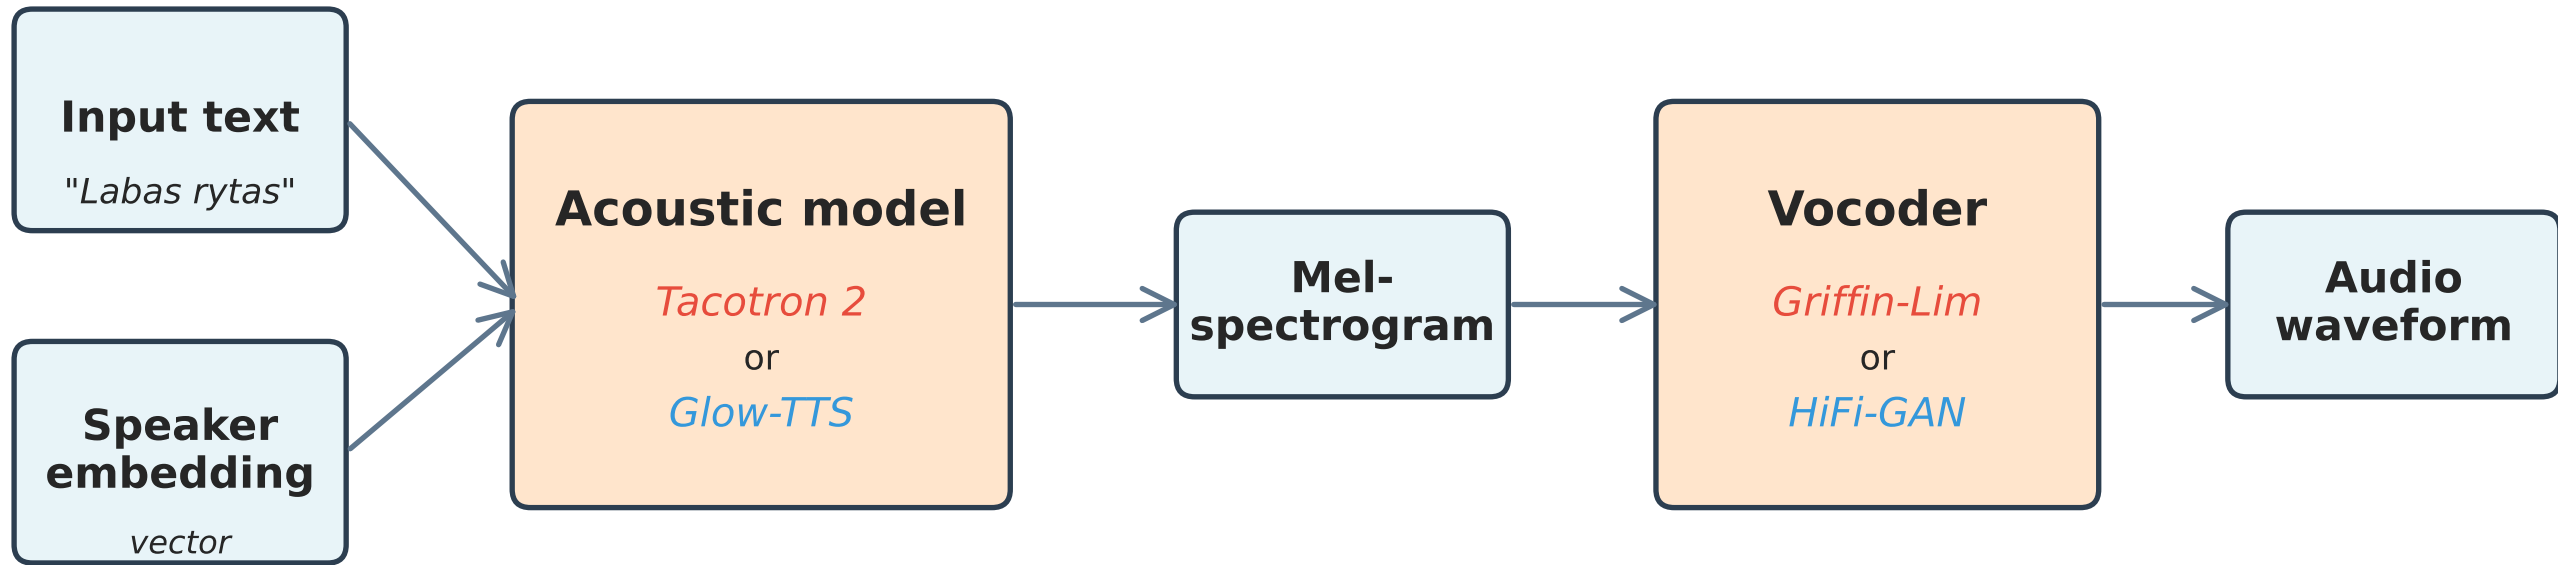 Input text
"Labas rytas"
Speaker
embedding
vector
Acoustic model
Tacotron 2
or
Glow-TTS
Mel-
spectrogram
Vocoder
Griffin-Lim
or
HiFi-GAN
Audio
waveform